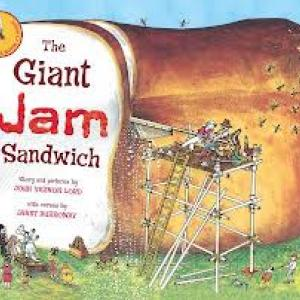 The
Giant
Jam
Sandwich
Story and pictures by
JOHN VERNON LORD
with verses by
JANET BURROWAY